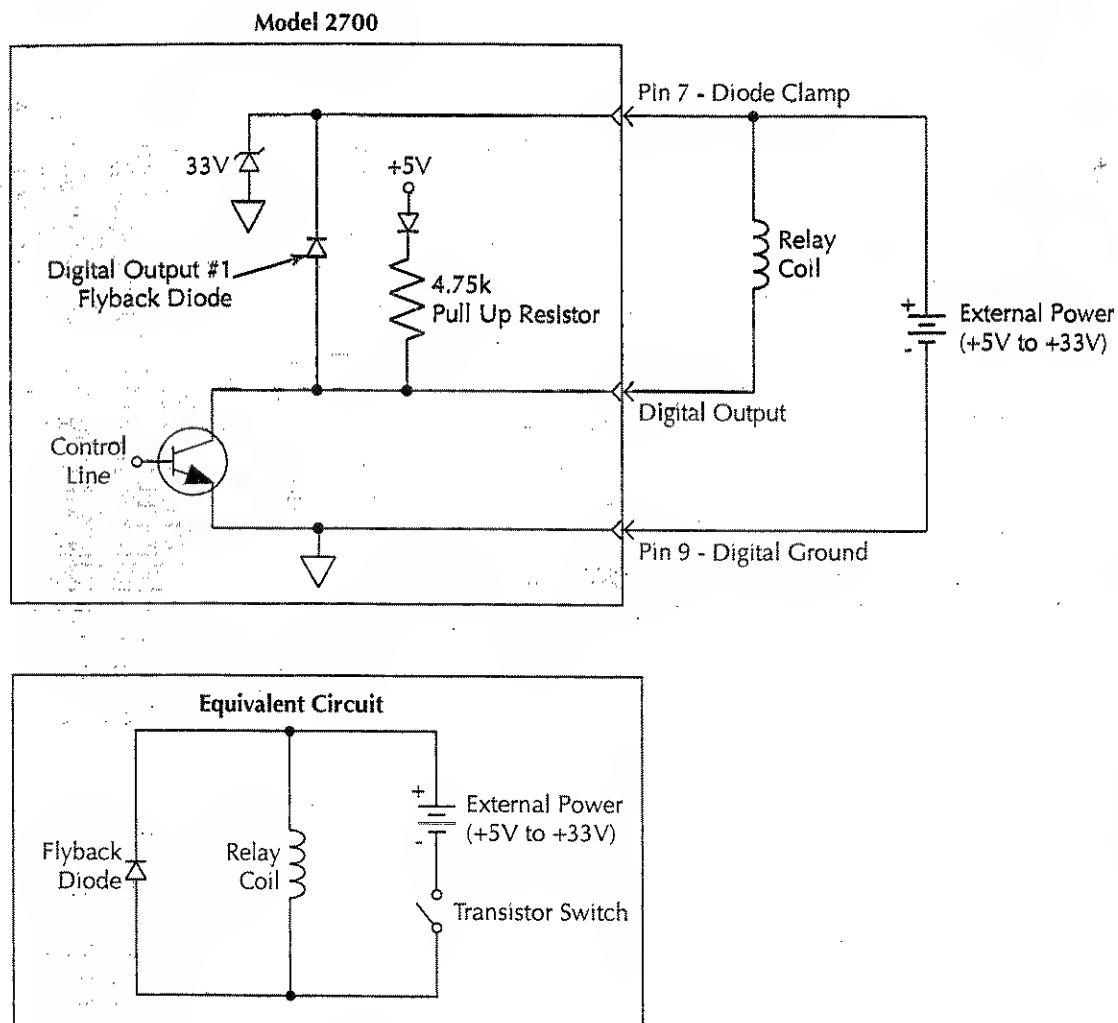 Model 2700
Pin 7 - Diode Clamp
33V
+5V
Digital Output #1
Flyback Diode
4.75k
Pull Up Resistor
Relay
Coil
+
-
External Power
(+5V to +33V)
Digital Output
Control
Line
Pin 9 - Digital Ground
Equivalent Circuit
+
-
External Power
(+5V to +33V)
Flyback
Diode
Relay
Coil
Transistor Switch